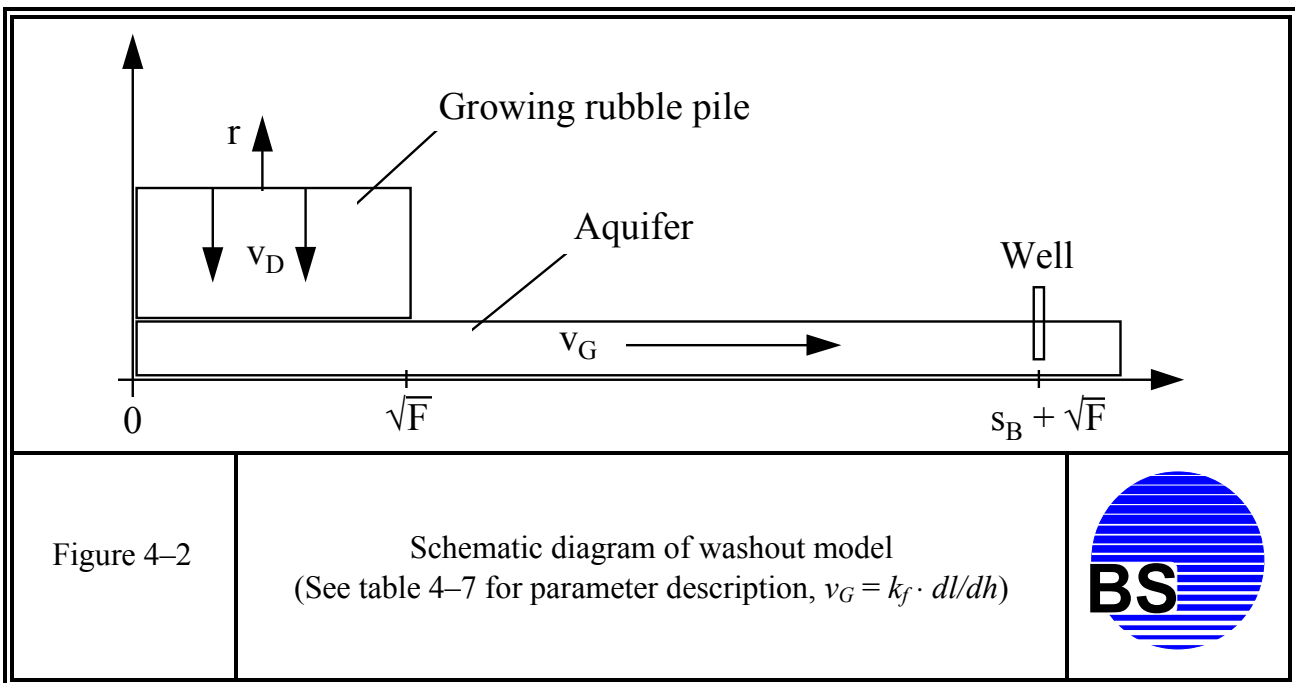 Growing rubble pile
r
Aquifer
v_D
Well
v_G
0
√F
s_B + √F
Figure 4–2
Schematic diagram of washout model
(See table 4–7 for parameter description, v_G = k_f · dl/dh)
BS